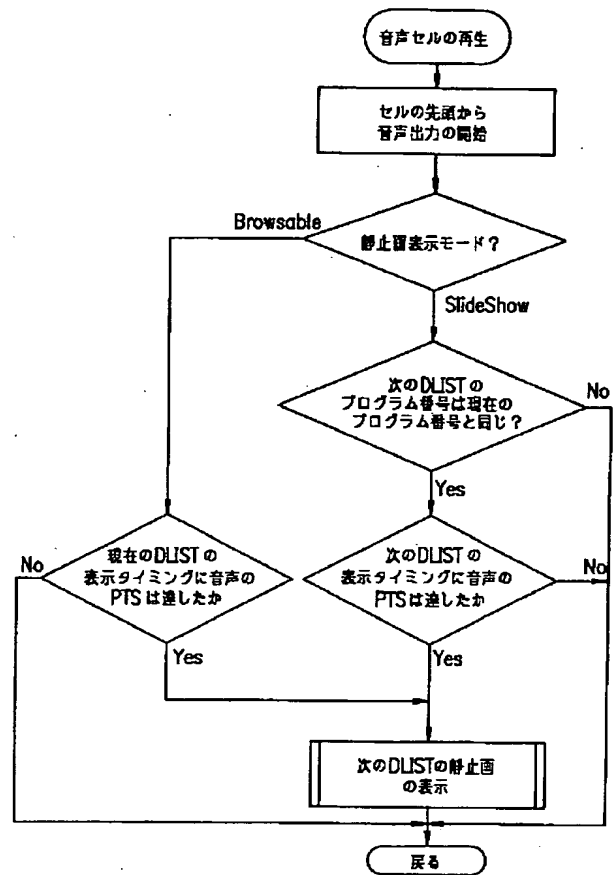 音声セルの再生
セルの先頭から
音声出力の開始
Browsable
静止画表示モード?
SlideShow
次のDLISTの
プログラム番号は現在の
プログラム番号と同じ?
No
Yes
No
現在のDLISTの
表示タイミングに音声の
PTSは達したか
次のDLISTの
表示タイミングに音声の
PTSは達したか
No
Yes
Yes
次のDLISTの静止画
の表示
戻る